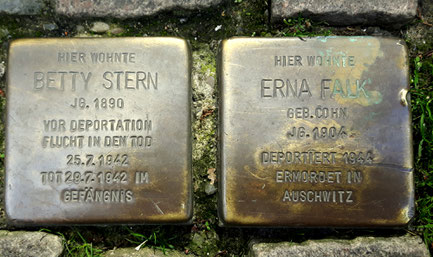 HIER WOHNTE
BETTY STERN
JG. 1890
VOR DEPORTATION
FLUCHT IN DEN TOD
25.7.1942
TOT 29.7.1942 IM
GEFÄNGNIS
HIER WOHNTE
ERNA FALK
GEB. COHN
JG. 1904
DEPORTIERT 1944
ERMORDET IN
AUSCHWITZ